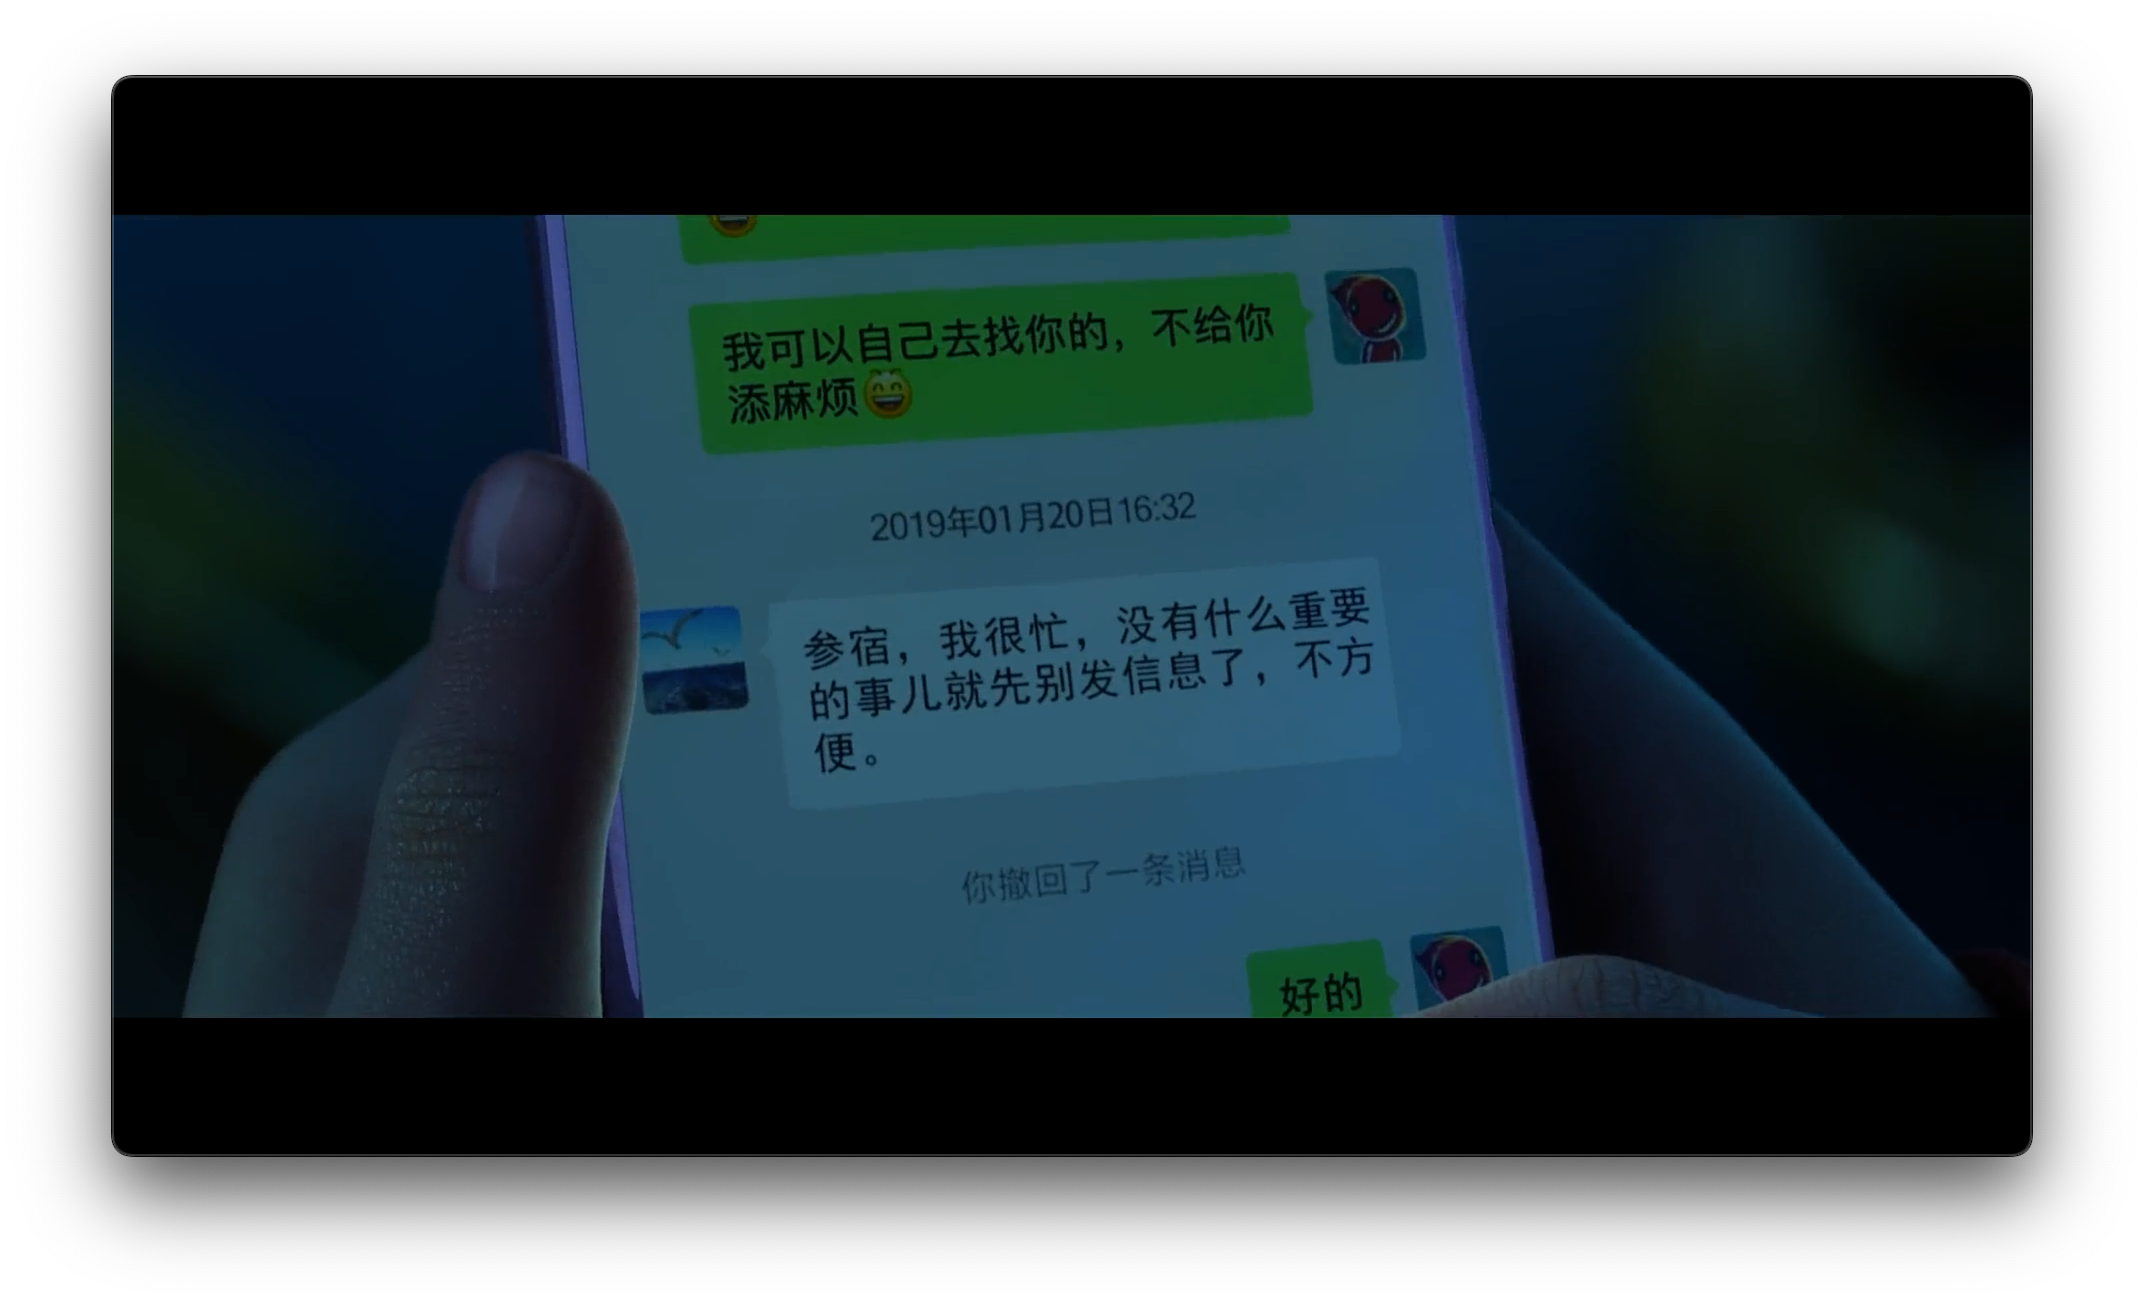 我可以自己去找你的，不给你
添麻烦😄
2019年01月20日16:32
参宿，我很忙，没有什么重要
的事儿就先别发信息了，不方
便。
你撤回了一条消息
好的